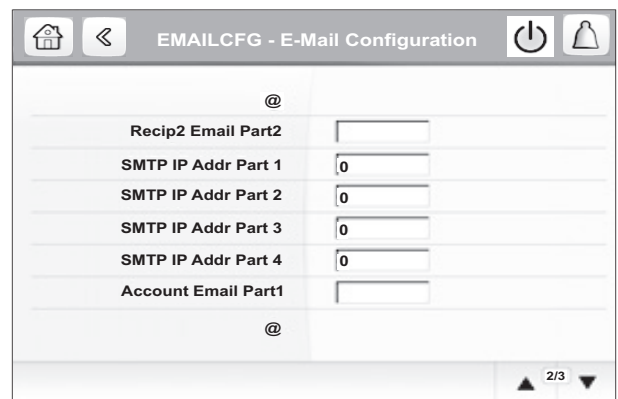 EMAILCFG - E-Mail Configuration
@
Recip2 Email Part2
SMTP IP Addr Part 1 0
SMTP IP Addr Part 2 0
SMTP IP Addr Part 3 0
SMTP IP Addr Part 4 0
Account Email Part1
@
2/3